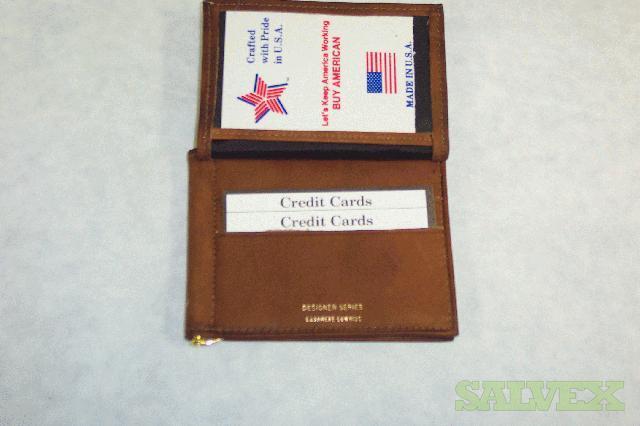 Crafted
with Pride
in U.S.A.
Let's Keep America Working
BUY AMERICAN
MADE IN U.S.A.
Credit Cards
Credit Cards
DESIGNER SERIES
SALVEX